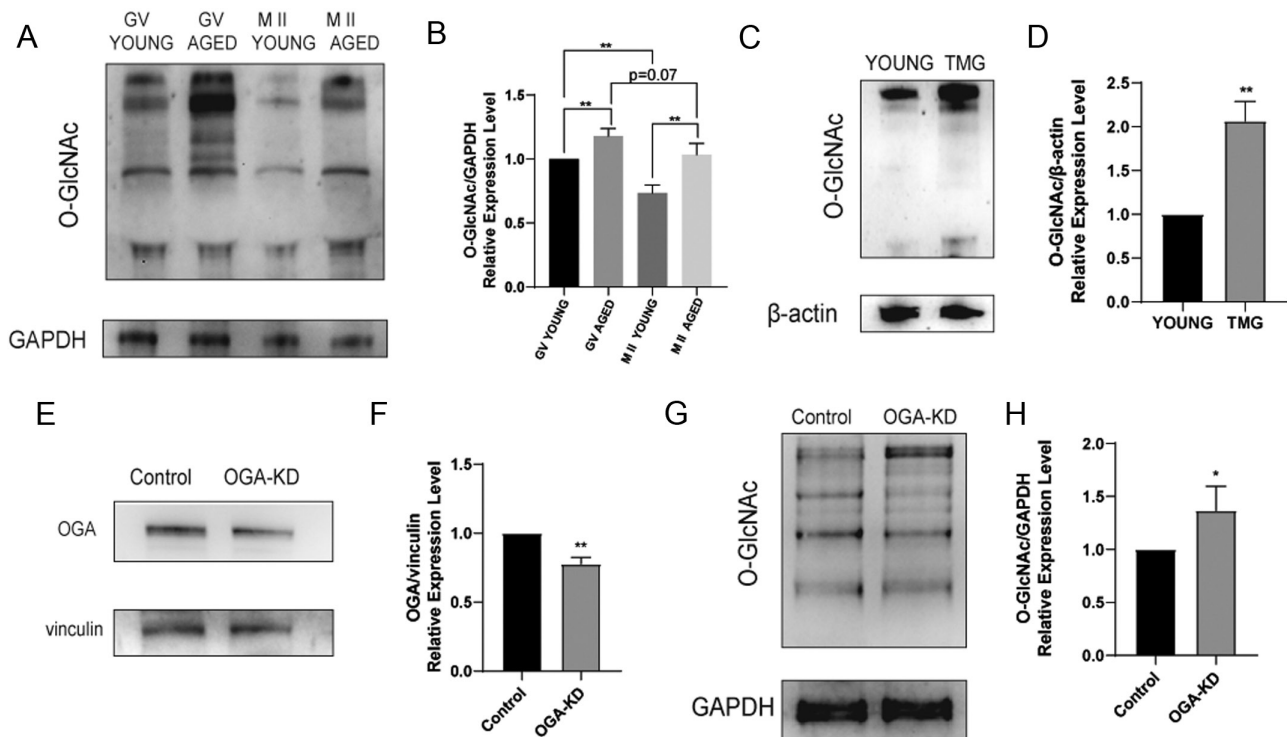 A
GV GV M II M II
YOUNG AGED YOUNG AGED
O-GlcNAc
GAPDH
B
**
p=0.07
** **
O-GlcNAc/GAPDH
Relative Expression Level
1.5
1.0
0.5
0.0
GV YOUNG
GV AGED
M II YOUNG
M II AGED
C
YOUNG TMG
O-GlcNAc
β-actin
D
**
O-GlcNAc/β-actin
Relative Expression Level
2.5
2.0
1.5
1.0
0.5
0.0
YOUNG TMG
E
Control OGA-KD
OGA
vinculin
F
**
OGA/vinculin
Relative Expression Level
1.5
1.0
0.5
0.0
Control
OGA-KD
G
Control OGA-KD
O-GlcNAc
GAPDH
H
*
O-GlcNAc/GAPDH
Relative Expression Level
2.0
1.5
1.0
0.5
0.0
Control
OGA-KD